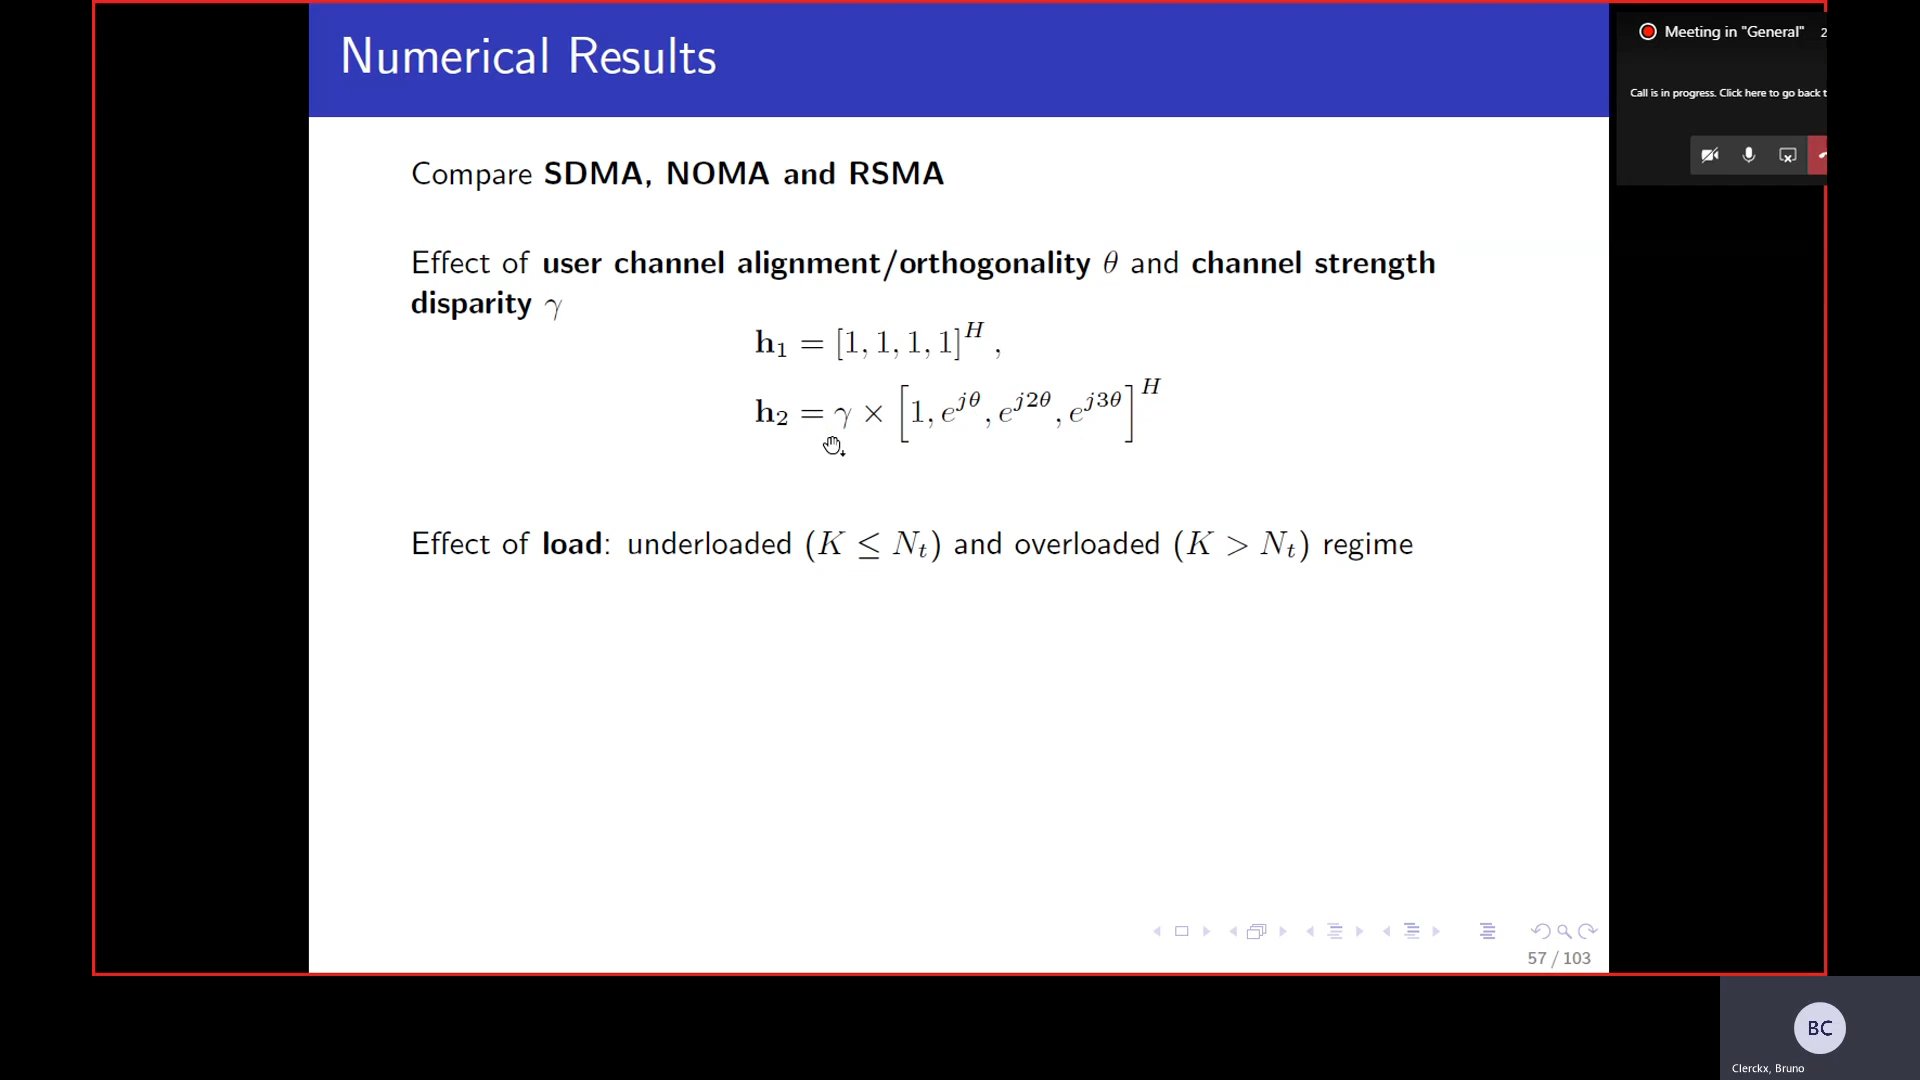 Numerical Results
Meeting in "General" 2
Call is in progress. Click here to go back t
Compare SDMA, NOMA and RSMA
Effect of user channel alignment/orthogonality θ and channel strength
disparity γ
h₁ = [1, 1, 1, 1]^H ,
h₂ = γ × [1, e^{jθ}, e^{j2θ}, e^{j3θ}]^H
Effect of load: underloaded (K ≤ N_t) and overloaded (K > N_t) regime
57 / 103
BC
Clerckx, Bruno